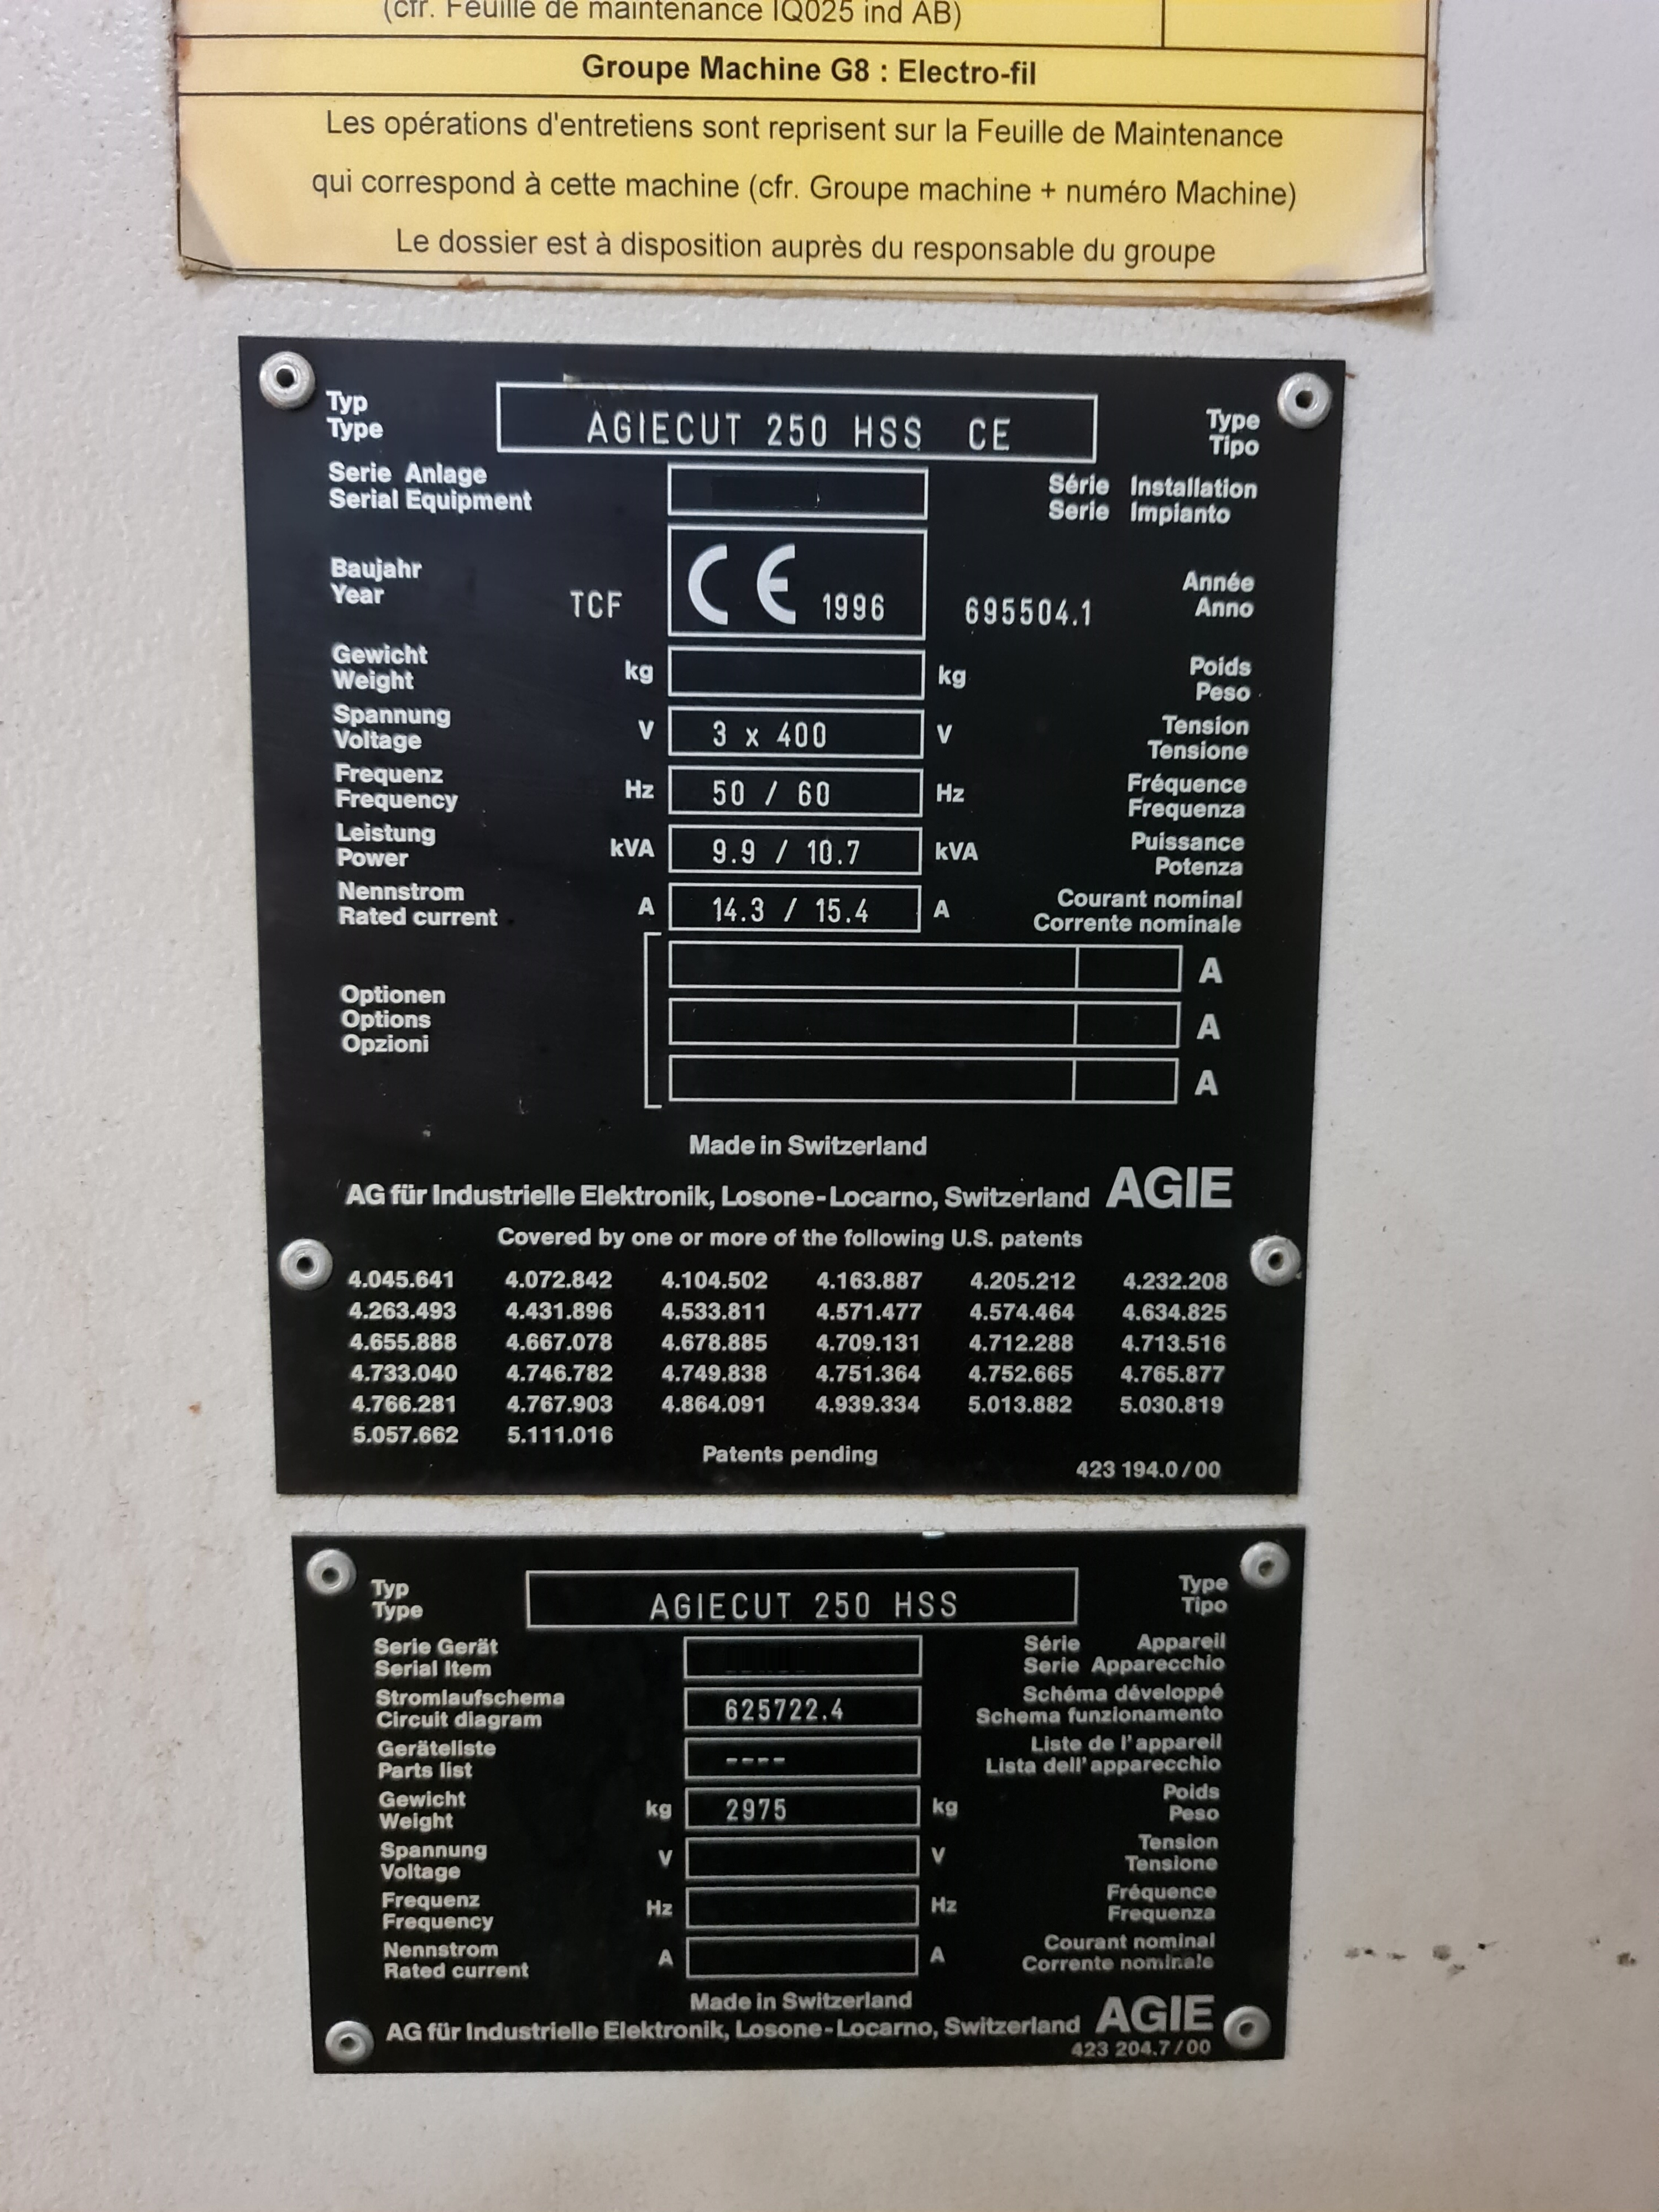 (cfr. Feuille de maintenance IQ025 ind AB)
Groupe Machine G8 : Electro-fil
Les opérations d'entretiens sont reprisent sur la Feuille de Maintenance
qui correspond à cette machine (cfr. Groupe machine + numéro Machine)
Le dossier est à disposition auprès du responsable du groupe
Typ
Type
AGIECUT 250 HSS CE
Type
Tipo
Serie Anlage
Serial Equipment
Série Installation
Serie Impianto
Baujahr
Year
TCF
CE 1996
695504.1
Année
Anno
Gewicht
Weight
kg
kg
Poids
Peso
Spannung
Voltage
V
3 x 400
V
Tension
Tensione
Frequenz
Frequency
Hz
50 / 60
Hz
Fréquence
Frequenza
Leistung
Power
kVA
9.9 / 10.7
kVA
Puissance
Potenza
Nennstrom
Rated current
A
14.3 / 15.4
A
Courant nominal
Corrente nominale
Optionen
Options
Opzioni
A
A
A
Made in Switzerland
AG für Industrielle Elektronik, Losone-Locarno, Switzerland AGIE
Covered by one or more of the following U.S. patents
4.045.641 4.072.842 4.104.502 4.163.887 4.205.212 4.232.208
4.263.493 4.431.896 4.533.811 4.571.477 4.574.464 4.634.825
4.655.888 4.667.078 4.678.885 4.709.131 4.712.288 4.713.516
4.733.040 4.746.782 4.749.838 4.751.364 4.752.665 4.765.877
4.766.281 4.767.903 4.864.091 4.939.334 5.013.882 5.030.819
5.057.662 5.111.016
Patents pending
423 194.0/00
Typ
Type
AGIECUT 250 HSS
Type
Tipo
Serie Gerät
Serial Item
Série Appareil
Serie Apparecchio
Stromlaufschema
Circuit diagram
625722.4
Schéma développé
Schema funzionamento
Geräteliste
Parts list
----
Liste de l'appareil
Lista dell'apparecchio
Gewicht
Weight
kg
2975
kg
Poids
Peso
Spannung
Voltage
V
V
Tension
Tensione
Frequenz
Frequency
Hz
Hz
Fréquence
Frequenza
Nennstrom
Rated current
A
A
Courant nominal
Corrente nominale
Made in Switzerland
AG für Industrielle Elektronik, Losone-Locarno, Switzerland AGIE
423 204.7/00